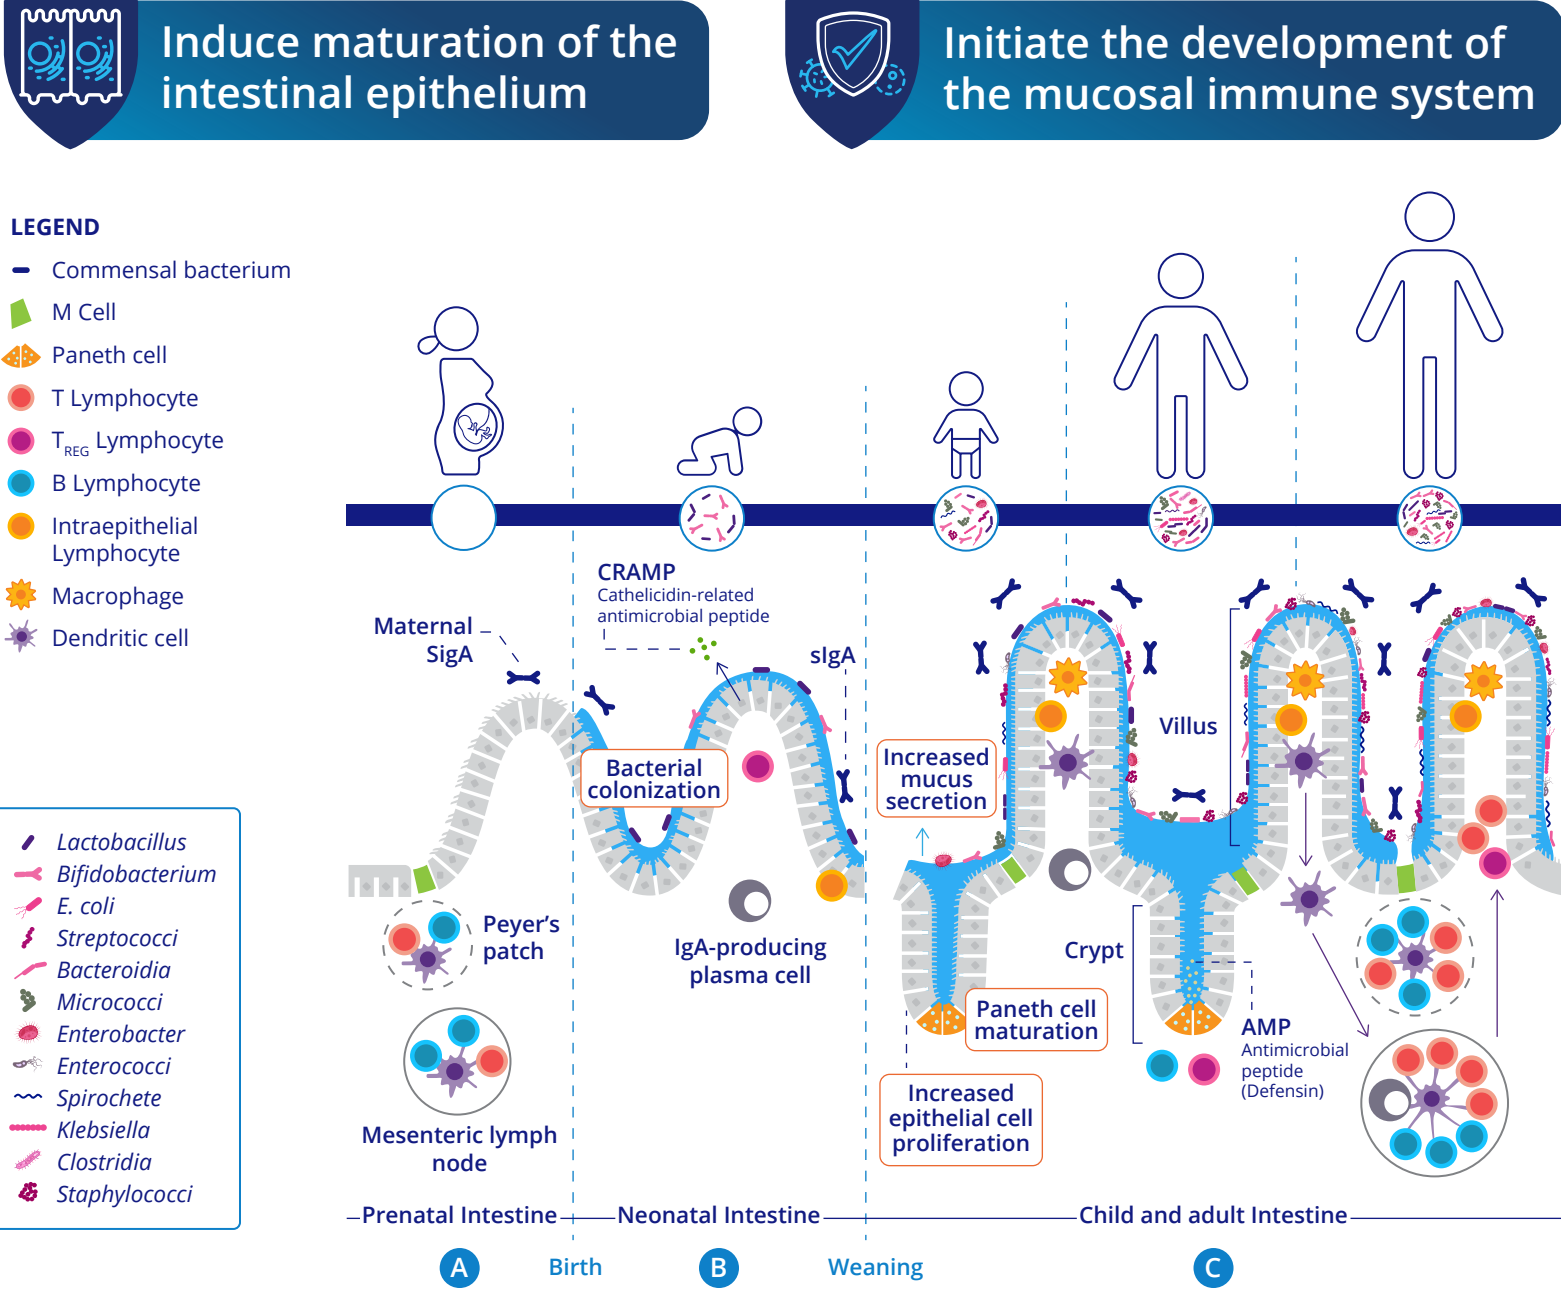 Induce maturation of the
intestinal epithelium
Initiate the development of
the mucosal immune system
LEGEND
Commensal bacterium
M Cell
Paneth cell
T Lymphocyte
TREG Lymphocyte
B Lymphocyte
Intraepithelial
Lymphocyte
Macrophage
Dendritic cell
Lactobacillus
Bifidobacterium
E. coli
Streptococci
Bacteroidia
Micrococci
Enterobacter
Enterococci
Spirochete
Klebsiella
Clostridia
Staphylococci
Maternal
SigA
CRAMP
Cathelicidin-related
antimicrobial peptide
sIgA
Bacterial
colonization
Peyer's
patch
Mesenteric lymph
node
IgA-producing
plasma cell
Increased
mucus
secretion
Villus
Crypt
Paneth cell
maturation
Increased
epithelial cell
proliferation
AMP
Antimicrobial
peptide
(Defensin)
Prenatal Intestine
Neonatal Intestine
Child and adult Intestine
A
Birth
B
Weaning
C